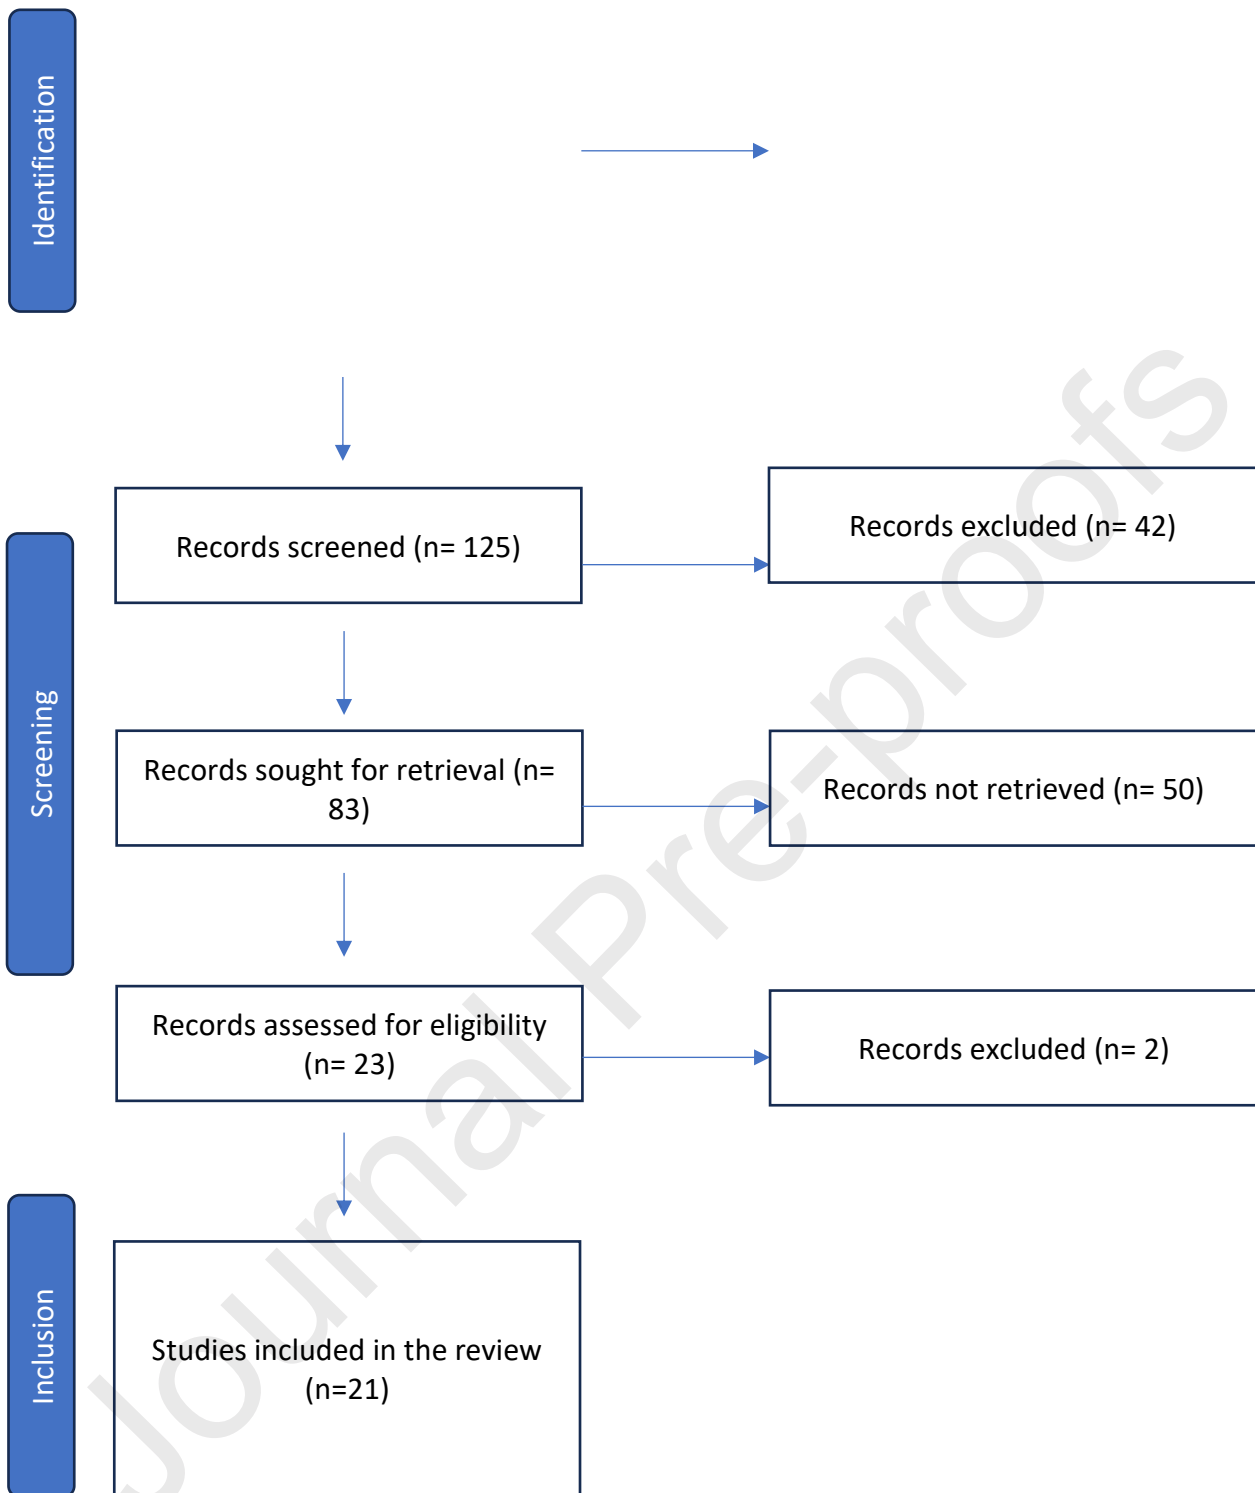 Identification
Records screened (n= 125)
Records excluded (n= 42)
Screening
Records sought for retrieval (n=
83)
Records not retrieved (n= 50)
Records assessed for eligibility
(n= 23)
Records excluded (n= 2)
Inclusion
Studies included in the review
(n=21)
Journal Pre-proofs